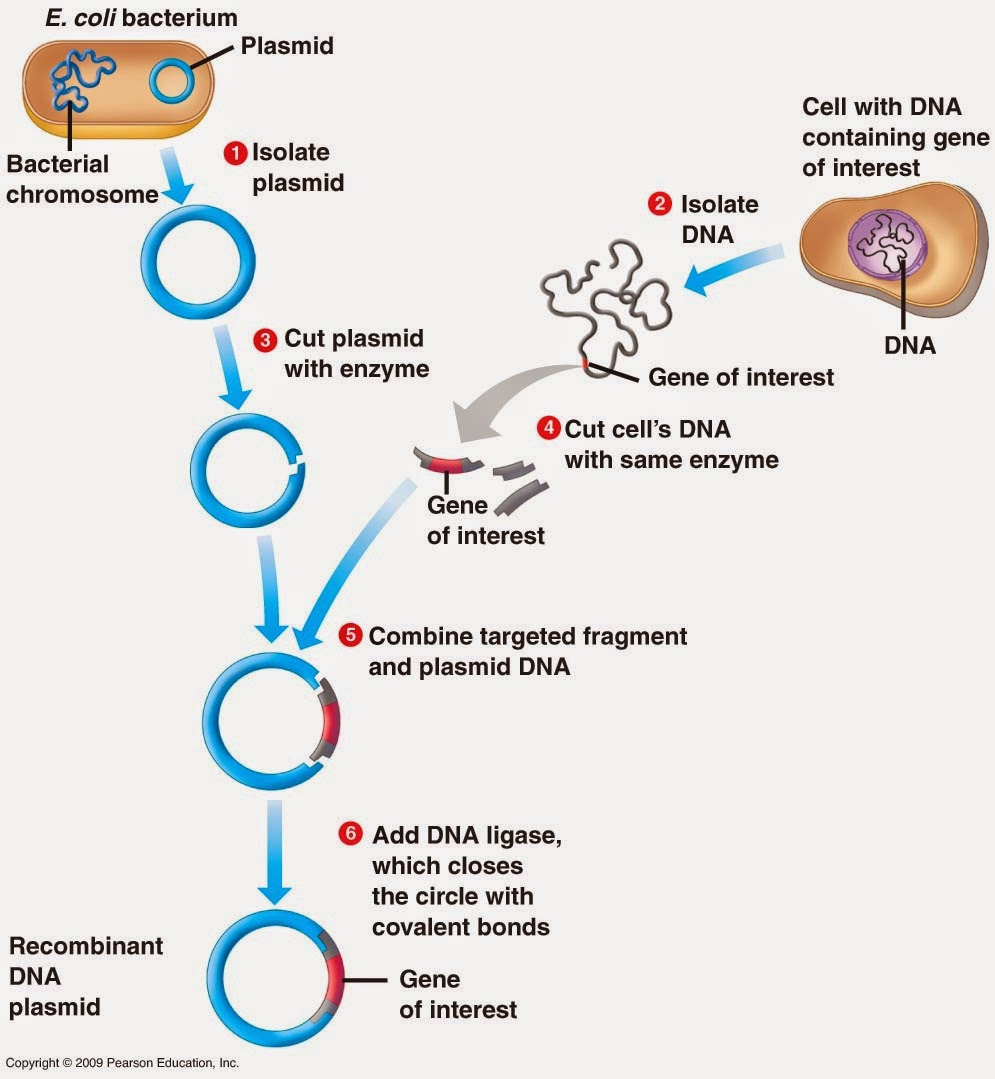 E. coli bacterium
Plasmid
Bacterial
chromosome
1 Isolate
plasmid
Cell with DNA
containing gene
of interest
2 Isolate
DNA
DNA
3 Cut plasmid
with enzyme
Gene of interest
4 Cut cell’s DNA
with same enzyme
Gene
of interest
5 Combine targeted fragment
and plasmid DNA
6 Add DNA ligase,
which closes
the circle with
covalent bonds
Recombinant
DNA
plasmid
Gene
of interest
Copyright © 2009 Pearson Education, Inc.